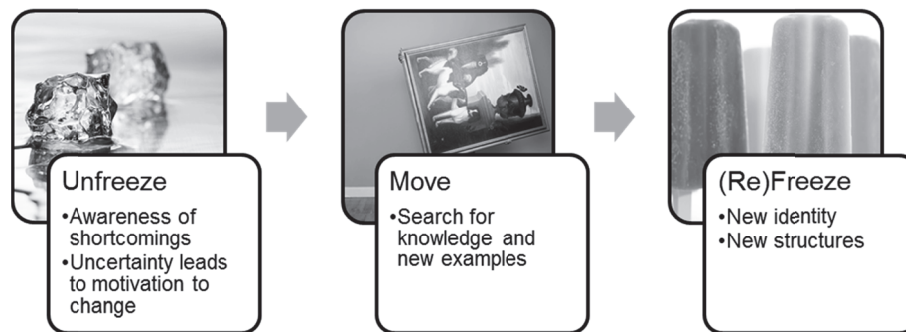 Unfreeze
•Awareness of
shortcomings
•Uncertainty leads
to motivation to
change
Move
•Search for
knowledge and
new examples
(Re)Freeze
•New identity
•New structures